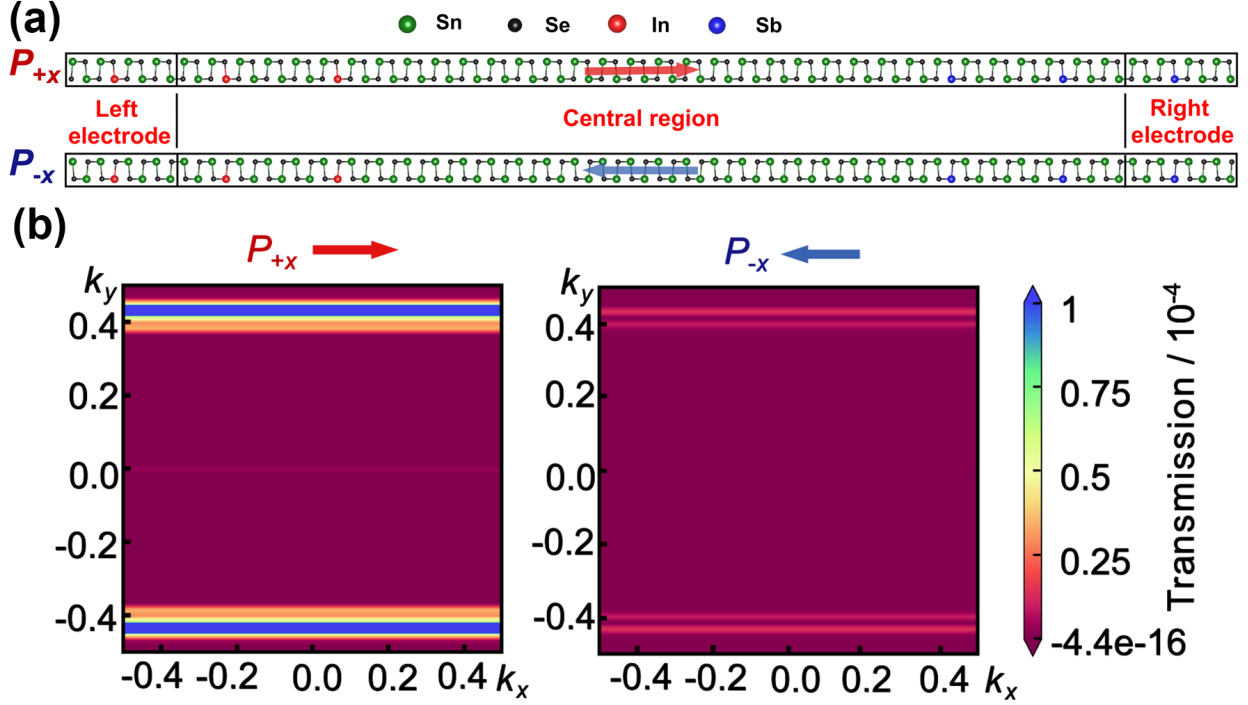 (a)
Sn Se In Sb
P+x
Left electrode
Central region
Right electrode
P-x
(b)
P+x
P-x
ky
0.4
0.2
0.0
-0.2
-0.4
-0.4 -0.2 0.0 0.2 0.4 kx
ky
0.4
0.2
0.0
-0.2
-0.4
-0.4 -0.2 0.0 0.2 0.4 kx
1
0.75
0.5
0.25
-4.4e-16
Transmission / 10-4